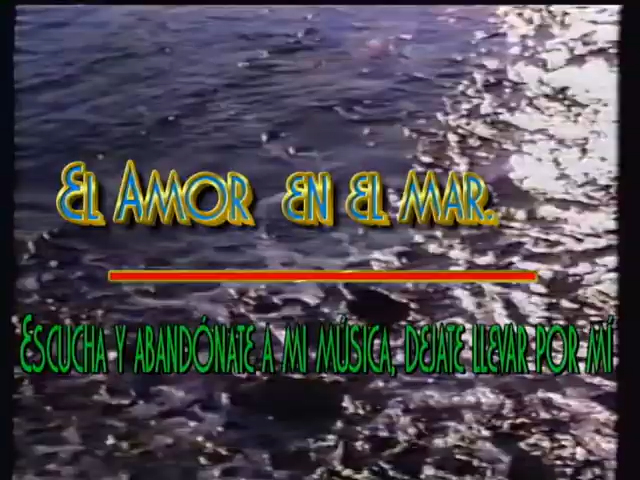 El Amor en el mar.
Escucha y abandónate a mi música, dejate llevar por mí